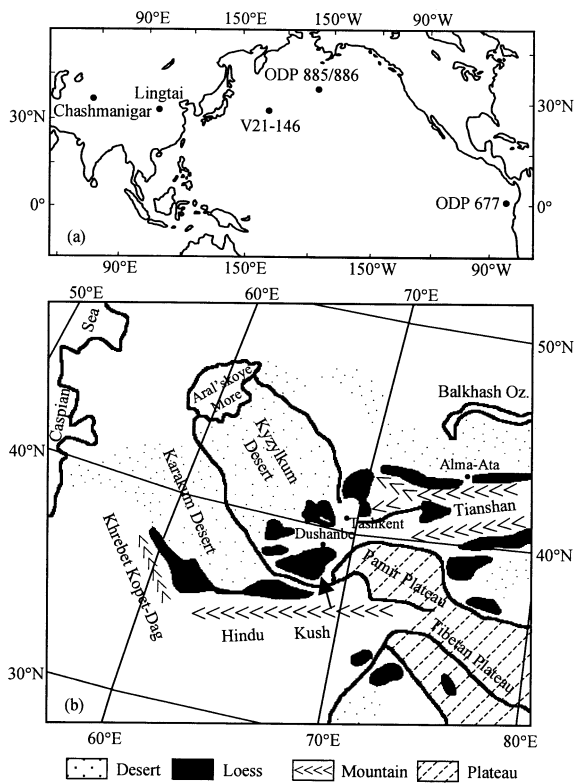 90°E 150°E 150°W 90°W
ODP 885/886
Lingtai
Chashmanigar
30°N 30°N
V21-146
0° ODP 677 0°
(a)
90°E 150°E 150°W 90°W
50°E 60°E 70°E
Caspian Sea
50°N
Aral'skoye
More
Balkhash Oz.
Kyzylkum
Desert
40°N
Karakum Desert
Alma-Ata
Tianshan
Tashkent
Dushanbe
Khrebet Kopet-Dag
40°N
Pamir Plateau
Hindu Kush
Tibetan Plateau
30°N
(b)
30°N
60°E 70°E 80°E
Desert Loess Mountain Plateau